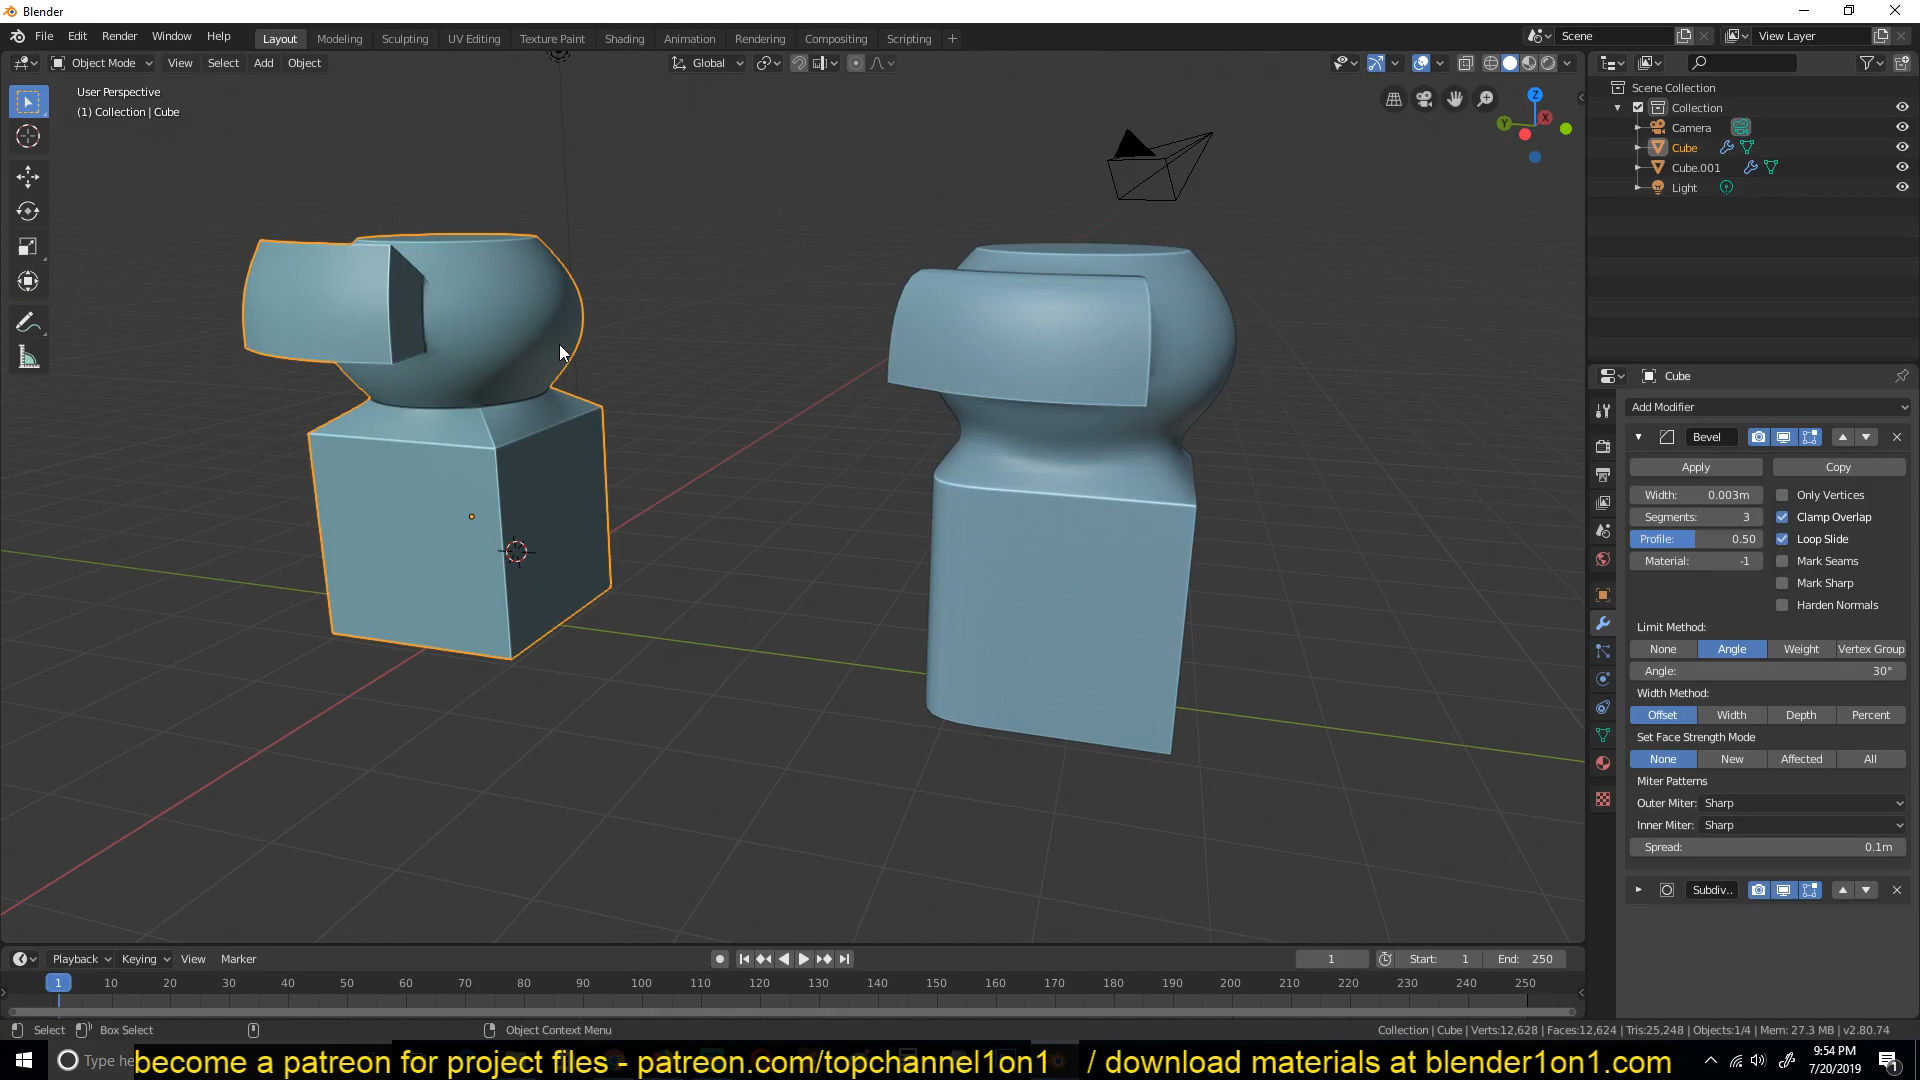 Blender
File Edit Render Window Help Layout Modeling Sculpting UV Editing Texture Paint Shading Animation Rendering Compositing Scripting + Scene View Layer
Object Mode View Select Add Object Global
User Perspective
(1) Collection | Cube
Z
X
Y
Scene Collection
Collection
Camera
Cube
Cube.001
Light
Cube
Add Modifier
Bevel
Apply Copy
Width: 0.003m Only Vertices
Segments: 3 Clamp Overlap
Profile: 0.50 Loop Slide
Material: -1 Mark Seams
Mark Sharp
Harden Normals
Limit Method:
None Angle Weight Vertex Group
Angle: 30°
Width Method:
Offset Width Depth Percent
Set Face Strength Mode
None New Affected All
Miter Patterns
Outer Miter: Sharp
Inner Miter: Sharp
Spread: 0.1m
Subdiv..
Playback Keying View Marker 1 Start: 1 End: 250
1 10 20 30 40 50 60 70 80 90 100 110 120 130 140 150 160 170 180 190 200 210 220 230 240 250
Select Box Select Object Context Menu Collection | Cube | Verts:12,628 | Faces:12,624 | Tris:25,248 | Objects:1/4 | Mem: 27.3 MB | v2.80.74
Type he
become a patreon for project files - patreon.com/topchannel1on1 / download materials at blender1on1.com
9:54 PM
7/20/2019
1